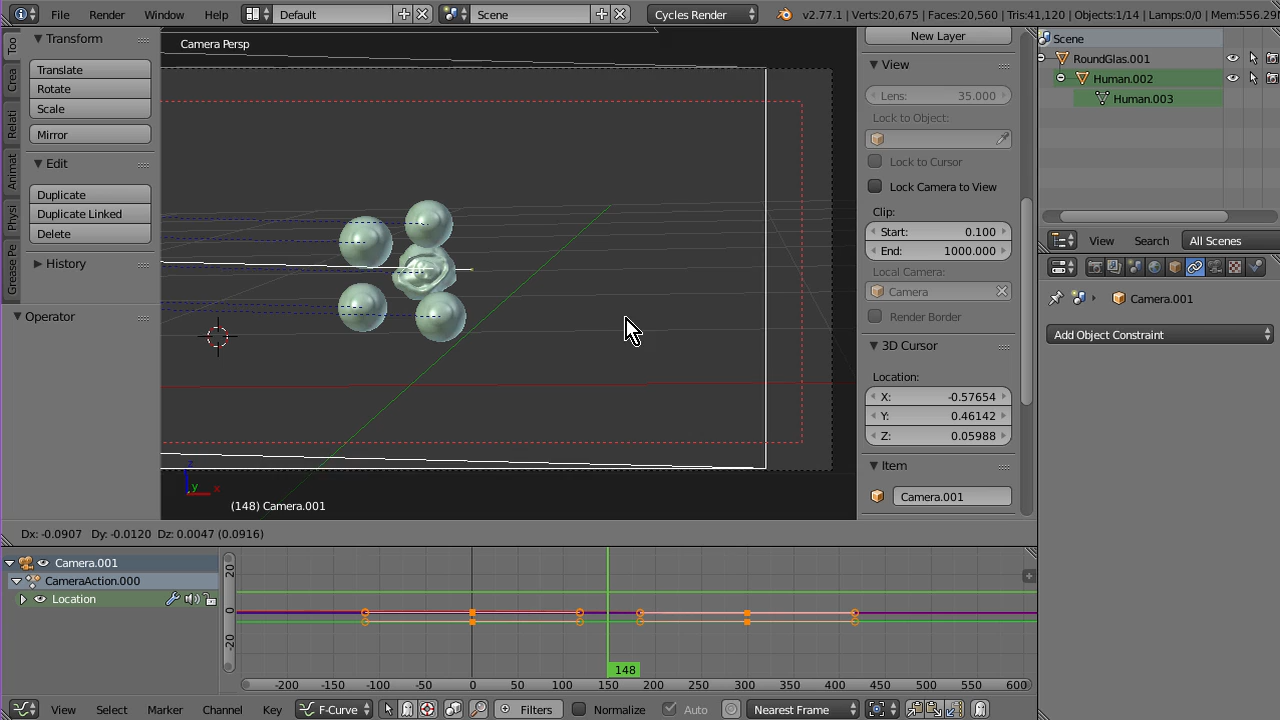 File Render Window Help Default Scene Cycles Render v2.77.1 | Verts:20,675 | Faces:20,560 | Tris:41,120 | Objects:1/14 | Lamps:0/0 | Mem:556.29
Too
Crea
Relati
Animat
Physi
Grease Pe
Transform
Translate
Rotate
Scale
Mirror
Edit
Duplicate
Duplicate Linked
Delete
History
Operator
Camera Persp
z
y
x
(148) Camera.001
New Layer
View
Lens: 35.000
Lock to Object:
Lock to Cursor
Lock Camera to View
Clip:
Start: 0.100
End: 1000.000
Local Camera:
Camera
Render Border
3D Cursor
Location:
X: -0.57654
Y: 0.46142
Z: 0.05988
Item
Camera.001
Scene
RoundGlas.001
Human.002
Human.003
View Search All Scenes
Camera.001
Add Object Constraint
Dx: -0.0907 Dy: -0.0120 Dz: 0.0047 (0.0916)
Camera.001
CameraAction.000
Location
20
0
-20
148
-200 -150 -100 -50 0 50 100 150 200 250 300 350 400 450 500 550 600
View Select Marker Channel Key F-Curve Filters Normalize Auto Nearest Frame